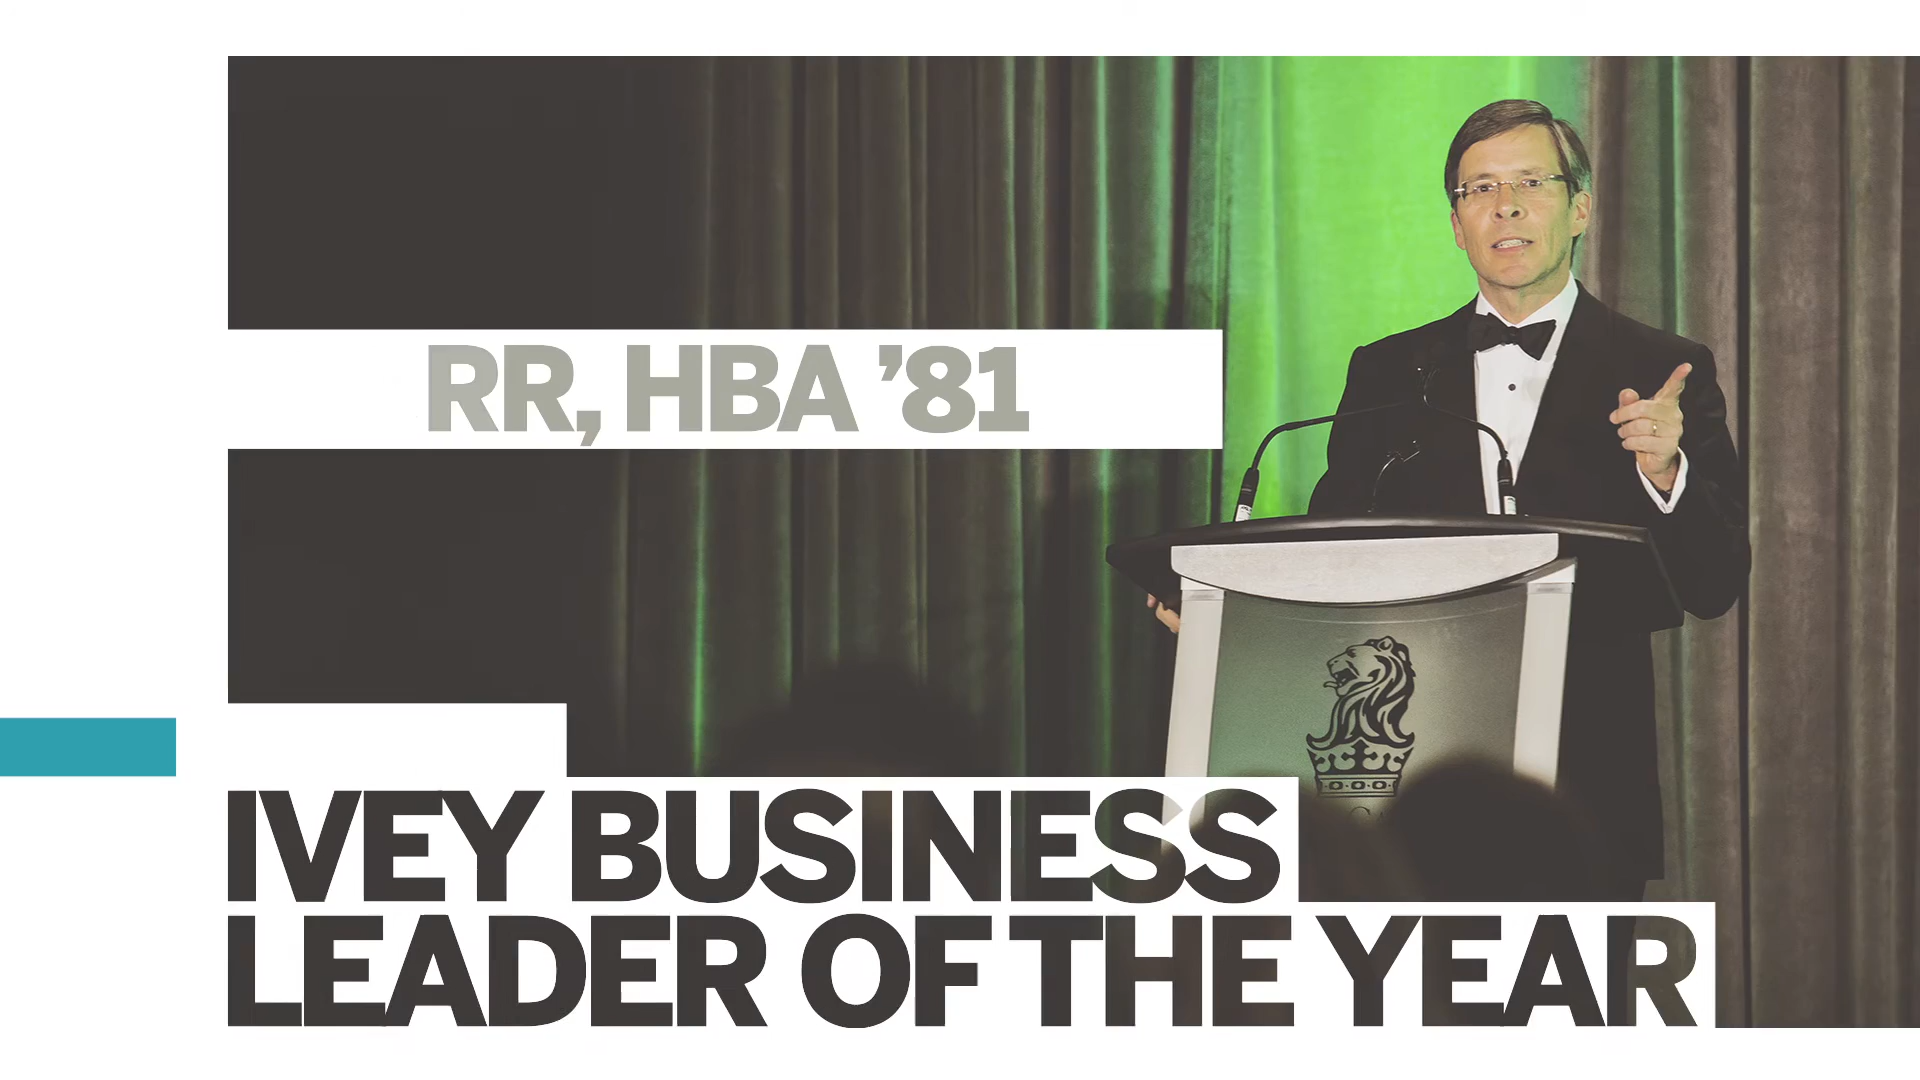 RR, HBA ’81
IVEY BUSINESS
LEADER OF THE YEAR